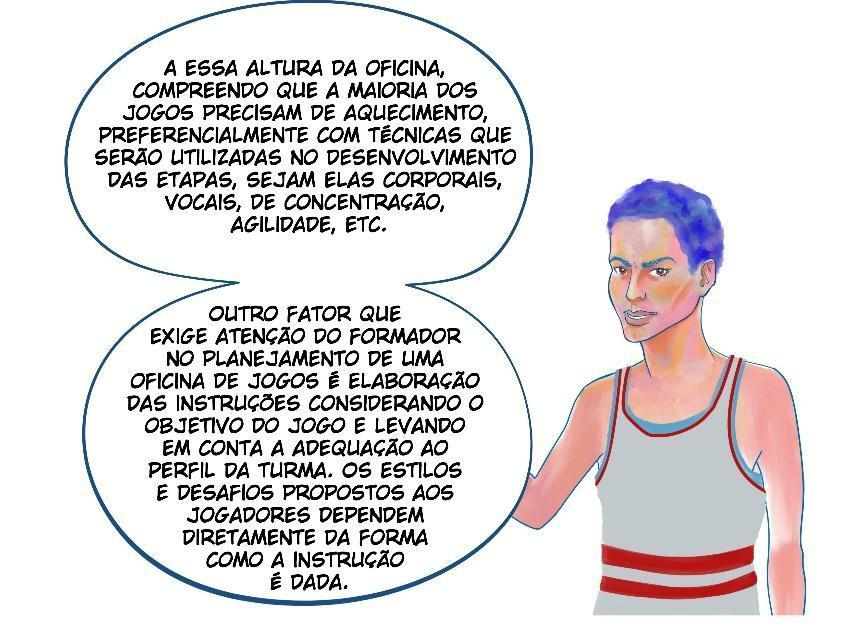 A ESSA ALTURA DA OFICINA,
COMPREENDO QUE A MAIORIA DOS
JOGOS PRECISAM DE AQUECIMENTO,
PREFERENCIALMENTE COM TÉCNICAS QUE
SERÃO UTILIZADAS NO DESENVOLVIMENTO
DAS ETAPAS, SEJAM ELAS CORPORAIS,
VOCAIS, DE CONCENTRAÇÃO,
AGILIDADE, ETC.
OUTRO FATOR QUE
EXIGE ATENÇÃO DO FORMADOR
NO PLANEJAMENTO DE UMA
OFICINA DE JOGOS É ELABORAÇÃO
DAS INSTRUÇÕES CONSIDERANDO O
OBJETIVO DO JOGO E LEVANDO
EM CONTA A ADEQUAÇÃO AO
PERFIL DA TURMA. OS ESTILOS
E DESAFIOS PROPOSTOS AOS
JOGADORES DEPENDEM
DIRETAMENTE DA FORMA
COMO A INSTRUÇÃO
É DADA.